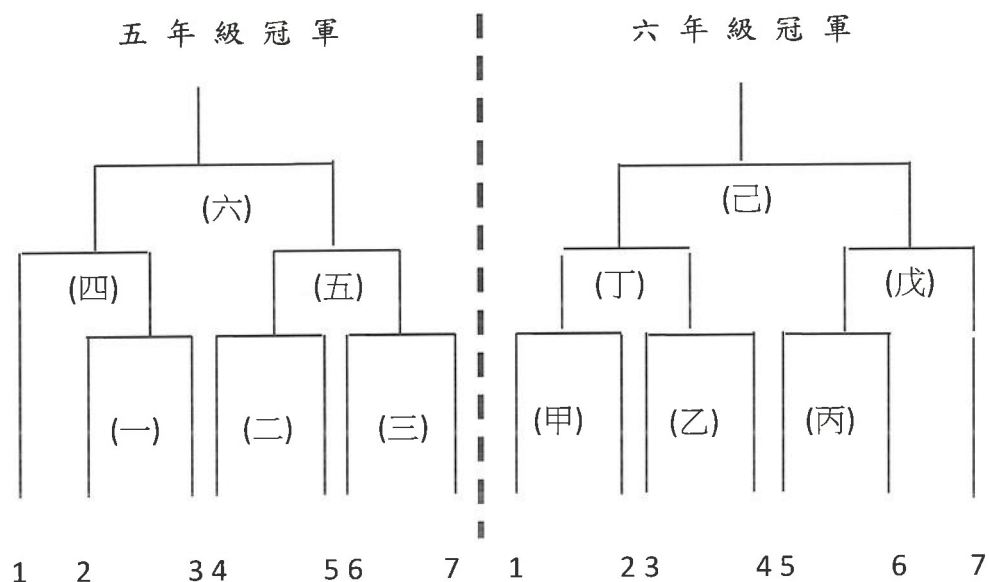 五年級冠軍
六年級冠軍
(六)
(己)
(四)
(五)
(丁)
(戊)
(一)
(二)
(三)
(甲)
(乙)
(丙)
1 2 3 4 5 6 7
1 2 3 4 5 6 7